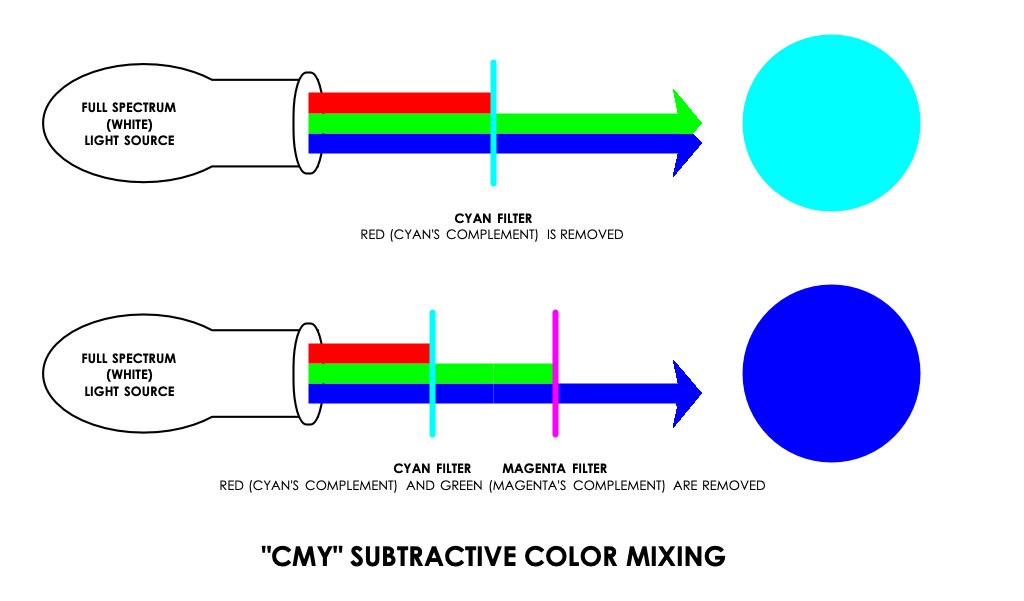 FULL SPECTRUM
(WHITE)
LIGHT SOURCE
CYAN FILTER
RED (CYAN'S COMPLEMENT) IS REMOVED
FULL SPECTRUM
(WHITE)
LIGHT SOURCE
CYAN FILTER MAGENTA FILTER
RED (CYAN'S COMPLEMENT) AND GREEN (MAGENTA'S COMPLEMENT) ARE REMOVED
"CMY" SUBTRACTIVE COLOR MIXING